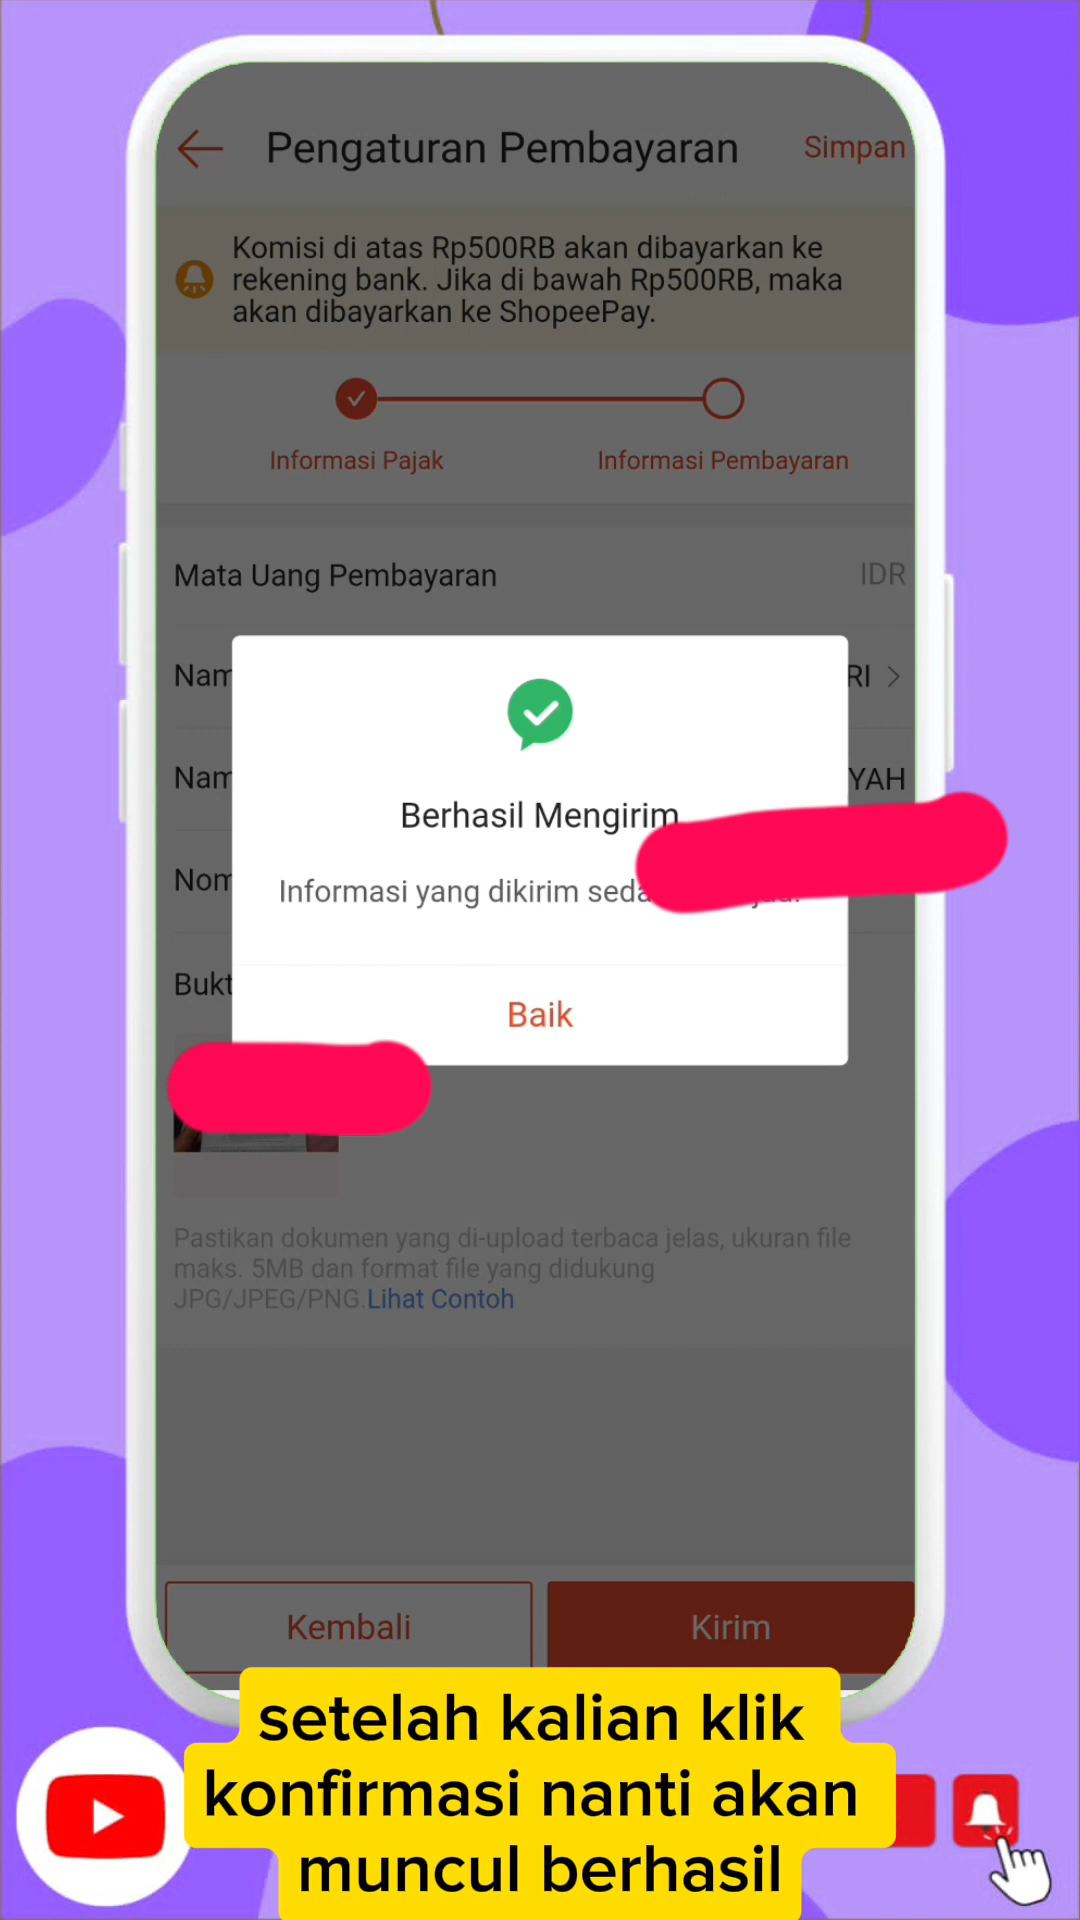 Pengaturan Pembayaran
Simpan
Komisi di atas Rp500RB akan dibayarkan ke
rekening bank. Jika di bawah Rp500RB, maka
akan dibayarkan ke ShopeePay.
Informasi Pajak
Informasi Pembayaran
Mata Uang Pembayaran
IDR
Berhasil Mengirim
Informasi yang dikirim
Baik
Pastikan dokumen yang di-upload terbaca jelas, ukuran file
maks. 5MB dan format file yang didukung
JPG/JPEG/PNG.Lihat Contoh
Kembali
Kirim
setelah kalian klik
konfirmasi nanti akan
muncul berhasil